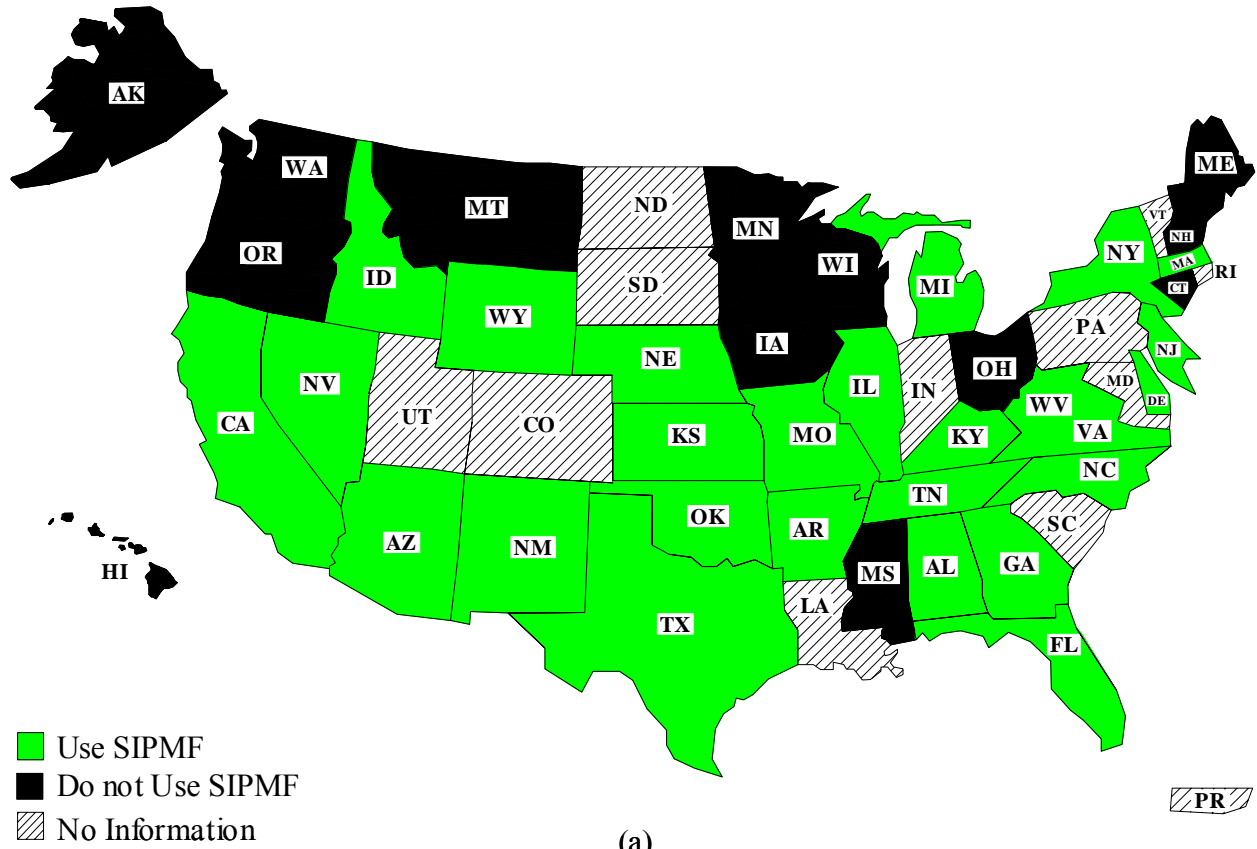 AK
WA
ME
MT
ND
VT
MN
NH
OR
NY
WI
MA
RI
ID
SD
CT
MI
WY
PA
IA
NE
NJ
OH
NV
IL
IN
MD
UT
CO
DE
WV
CA
KS
MO
KY
VA
NC
TN
OK
SC
AR
AZ
NM
HI
MS
AL
GA
LA
TX
FL
Use SIPMF
Do not Use SIPMF
PR
No Information
(a)